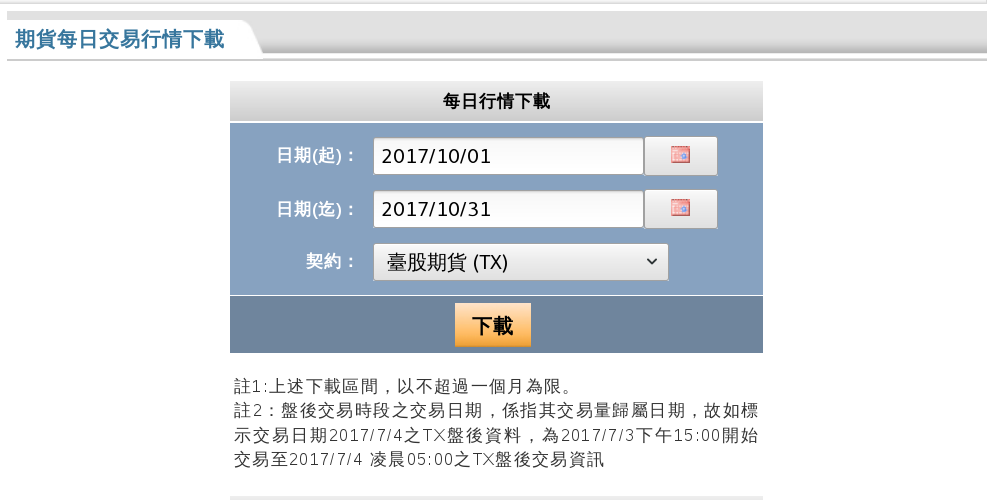 期貨每日交易行情下載
每日行情下載
日期(起)：
2017/10/01
日期(迄)：
2017/10/31
契約：
臺股期貨 (TX)
下載
註1:上述下載區間，以不超過一個月為限。
註2：盤後交易時段之交易日期，係指其交易量歸屬日期，故如標
示交易日期2017/7/4之TX盤後資料，為2017/7/3下午15:00開始
交易至2017/7/4 凌晨05:00之TX盤後交易資訊